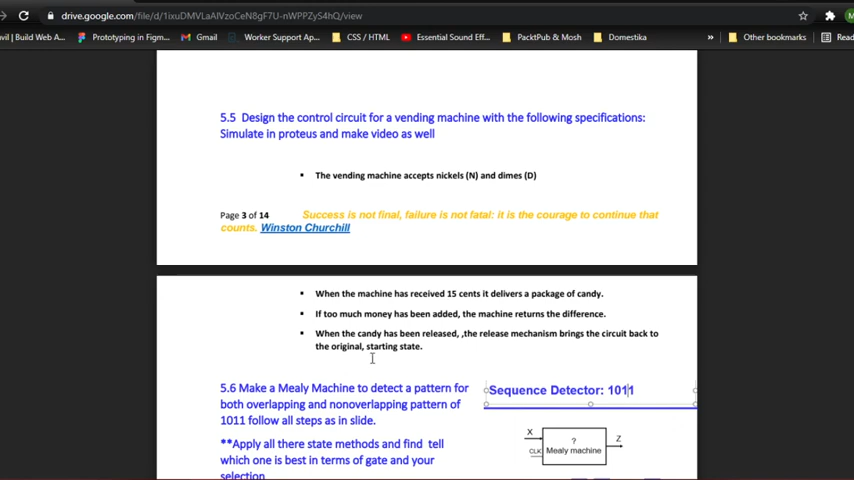 drive.google.com/file/d/1ixuDMVLaAIVzoCeN8gF7U-nWPPZyS4hQ/view
vil | Build Web A... Prototyping in Figm... Gmail Worker Support Ap... CSS / HTML Essential Sound Eff... PacktPub & Mosh Domestika » Other bookmarks Read
5.5 Design the control circuit for a vending machine with the following specifications:
Simulate in proteus and make video as well
▪ The vending machine accepts nickels (N) and dimes (D)
Page 3 of 14 Success is not final, failure is not fatal: it is the courage to continue that
counts. Winston Churchill
▪ When the machine has received 15 cents it delivers a package of candy.
▪ If too much money has been added, the machine returns the difference.
▪ When the candy has been released, ,the release mechanism brings the circuit back to
the original, starting state.
5.6 Make a Mealy Machine to detect a pattern for
both overlapping and nonoverlapping pattern of
1011 follow all steps as in slide.
**Apply all there state methods and find tell
which one is best in terms of gate and your
selection
Sequence Detector: 1011
X
Z
?
CLK
Mealy machine